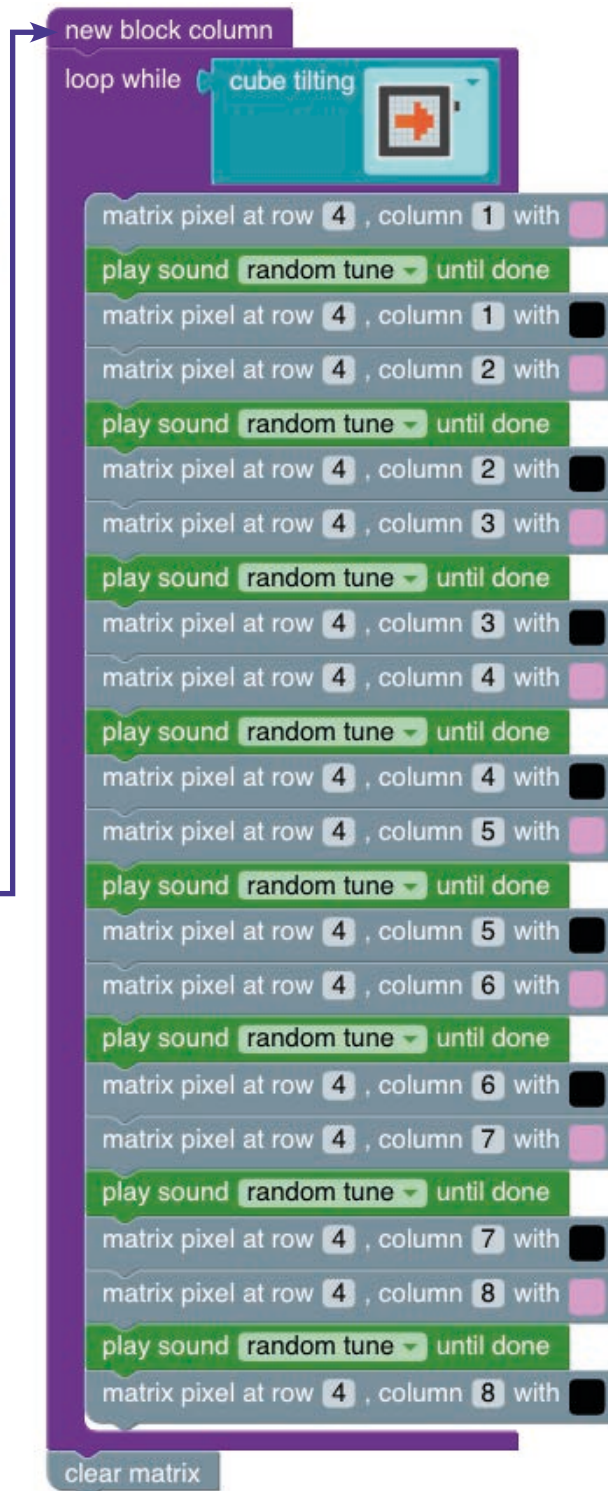 new block column
loop while cube tilting
matrix pixel at row 4 , column 1 with
play sound random tune until done
matrix pixel at row 4 , column 1 with
matrix pixel at row 4 , column 2 with
play sound random tune until done
matrix pixel at row 4 , column 2 with
matrix pixel at row 4 , column 3 with
play sound random tune until done
matrix pixel at row 4 , column 3 with
matrix pixel at row 4 , column 4 with
play sound random tune until done
matrix pixel at row 4 , column 4 with
matrix pixel at row 4 , column 5 with
play sound random tune until done
matrix pixel at row 4 , column 5 with
matrix pixel at row 4 , column 6 with
play sound random tune until done
matrix pixel at row 4 , column 6 with
matrix pixel at row 4 , column 7 with
play sound random tune until done
matrix pixel at row 4 , column 7 with
matrix pixel at row 4 , column 8 with
play sound random tune until done
matrix pixel at row 4 , column 8 with
clear matrix